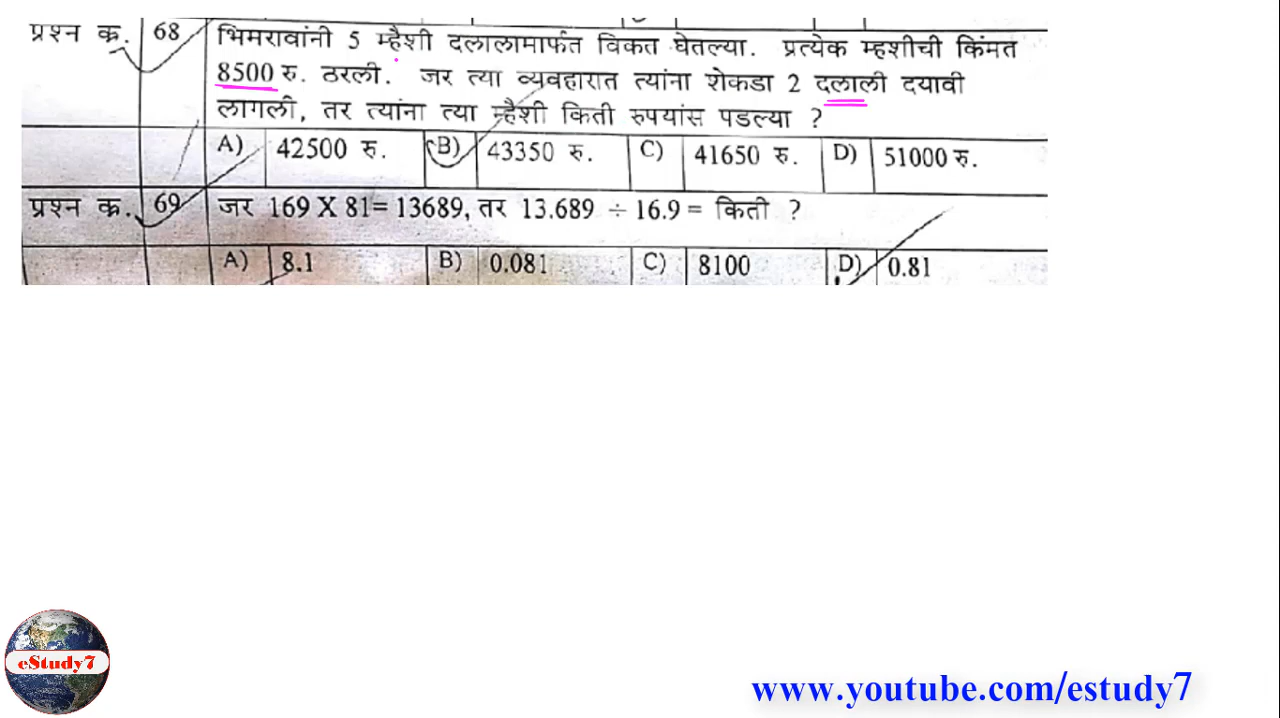 प्रश्न क्र. 68 भिमरावांनी 5 म्हैशी दलालामार्फत विकत घेतल्या. प्रत्येक म्हशीची किंमत
8500 रु. ठरली. जर त्या व्यवहारात त्यांना शेकडा 2 दलाली दयावी
लागली, तर त्यांना त्या म्हैशी किती रुपयांस पडल्या ?
A) 42500 रु. B) 43350 रु. C) 41650 रु. D) 51000 रु.
प्रश्न क्र. 69 जर 169 X 81= 13689, तर 13.689 ÷ 16.9 = किती ?
A) 8.1 B) 0.081 C) 8100 D) 0.81
eStudy7
www.youtube.com/estudy7